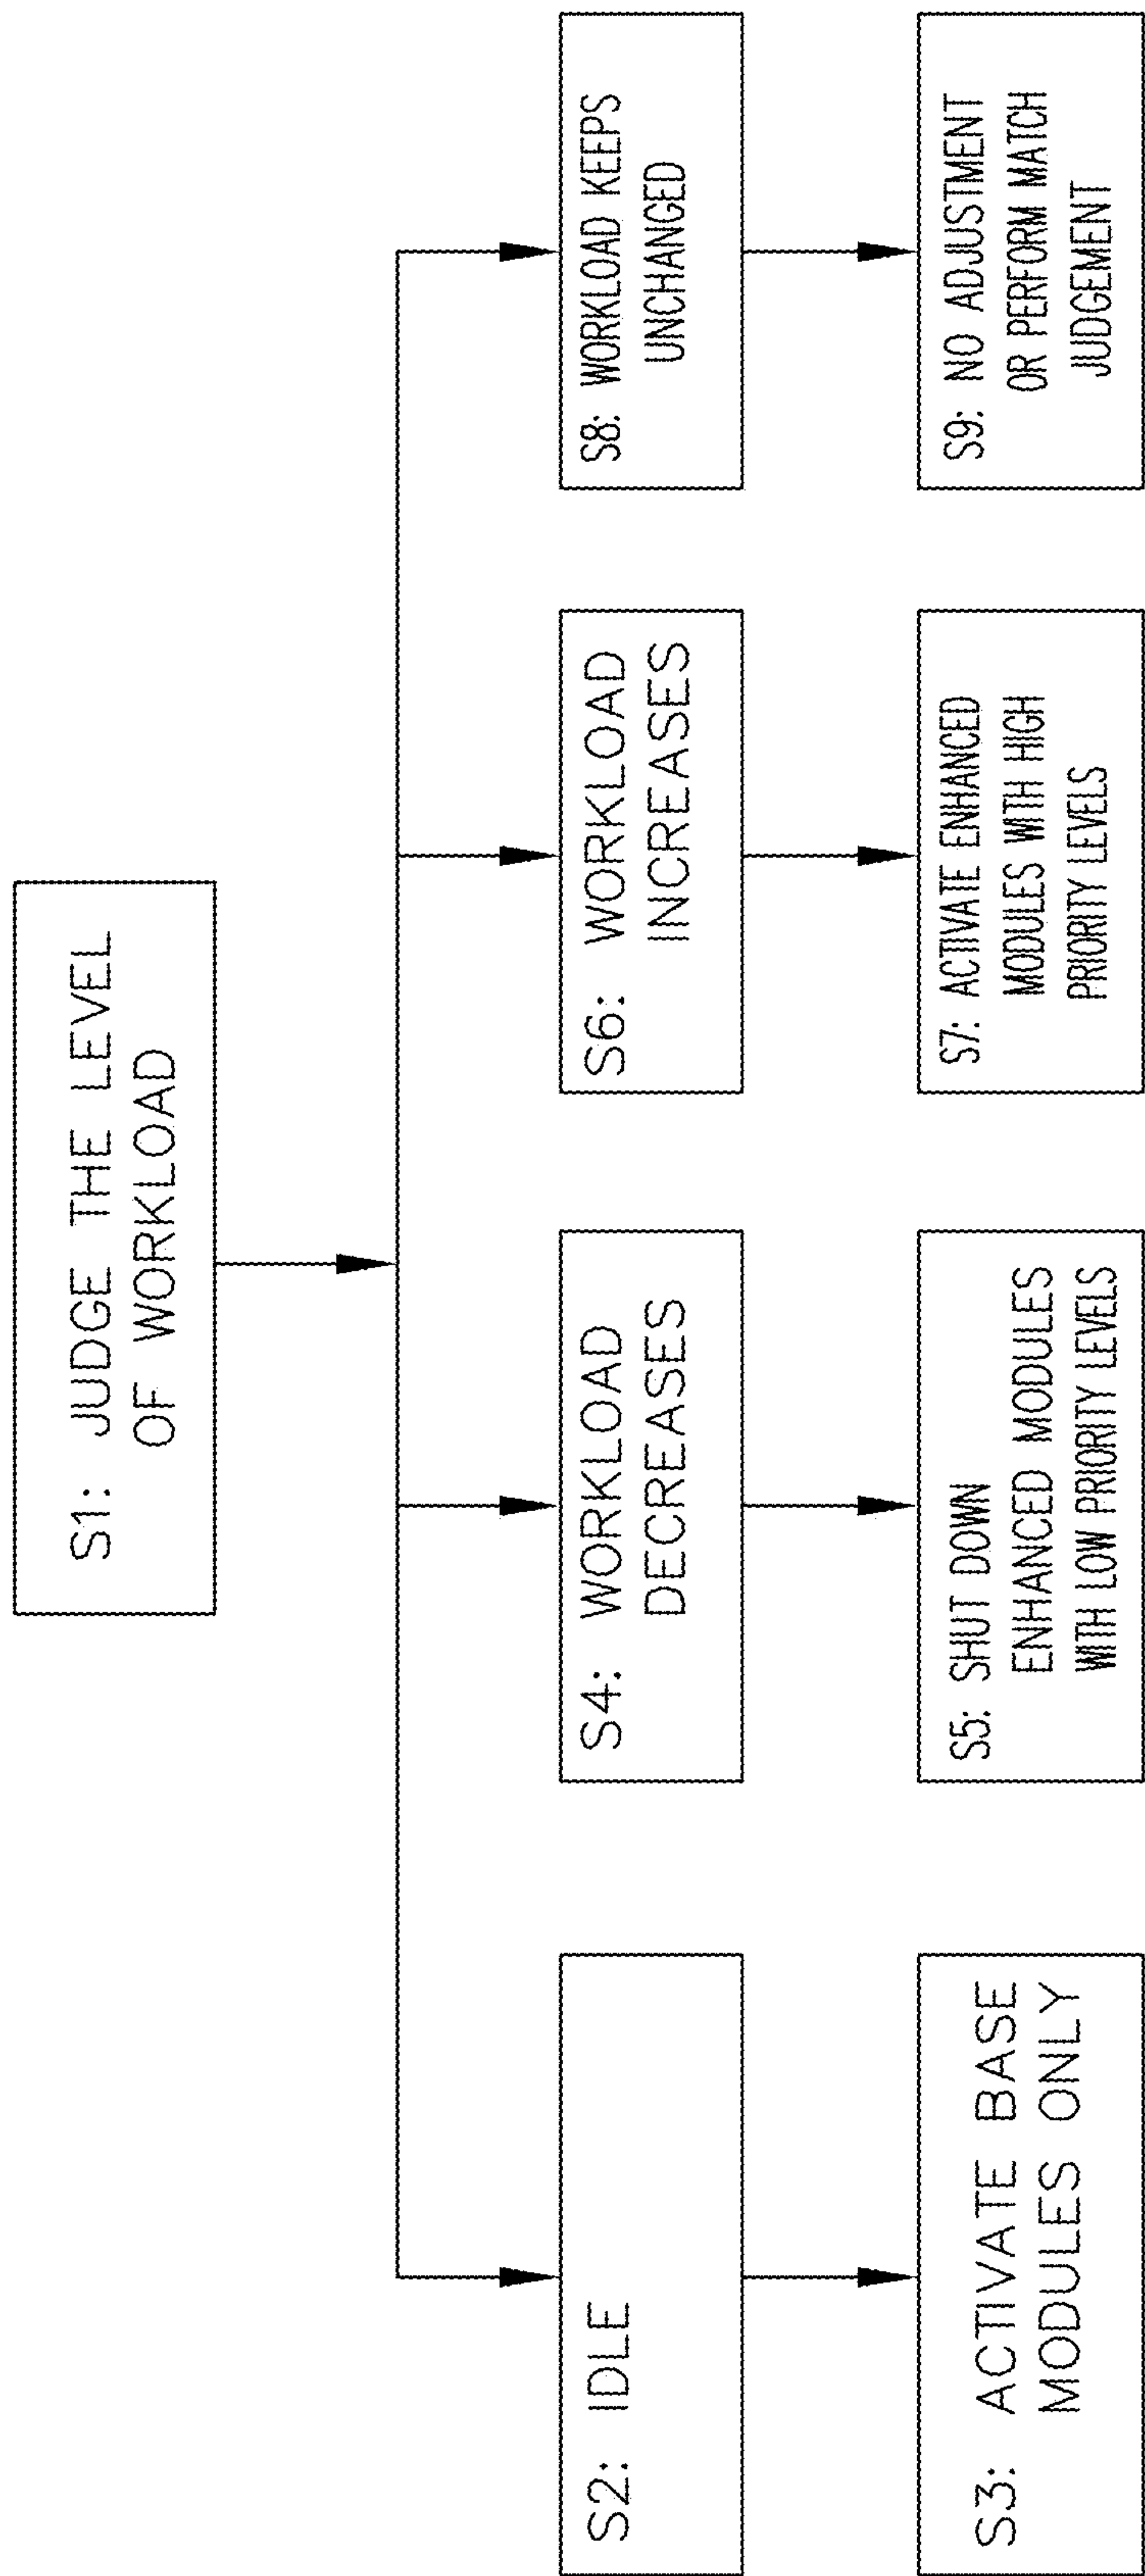 S1: JUDGE THE LEVEL
OF WORKLOAD
S2: IDLE
S4: WORKLOAD
DECREASES
S6: WORKLOAD
INCREASES
S8: WORKLOAD KEEPS
UNCHANGED
S3: ACTIVATE BASE
MODULES ONLY
S5: SHUT DOWN
ENHANCED MODULES
WITH LOW PRIORITY LEVELS
S7: ACTIVATE ENHANCED
MODULES WITH HIGH
PRIORITY LEVELS
S9: NO ADJUSTMENT
OR PERFORM MATCH
JUDGEMENT